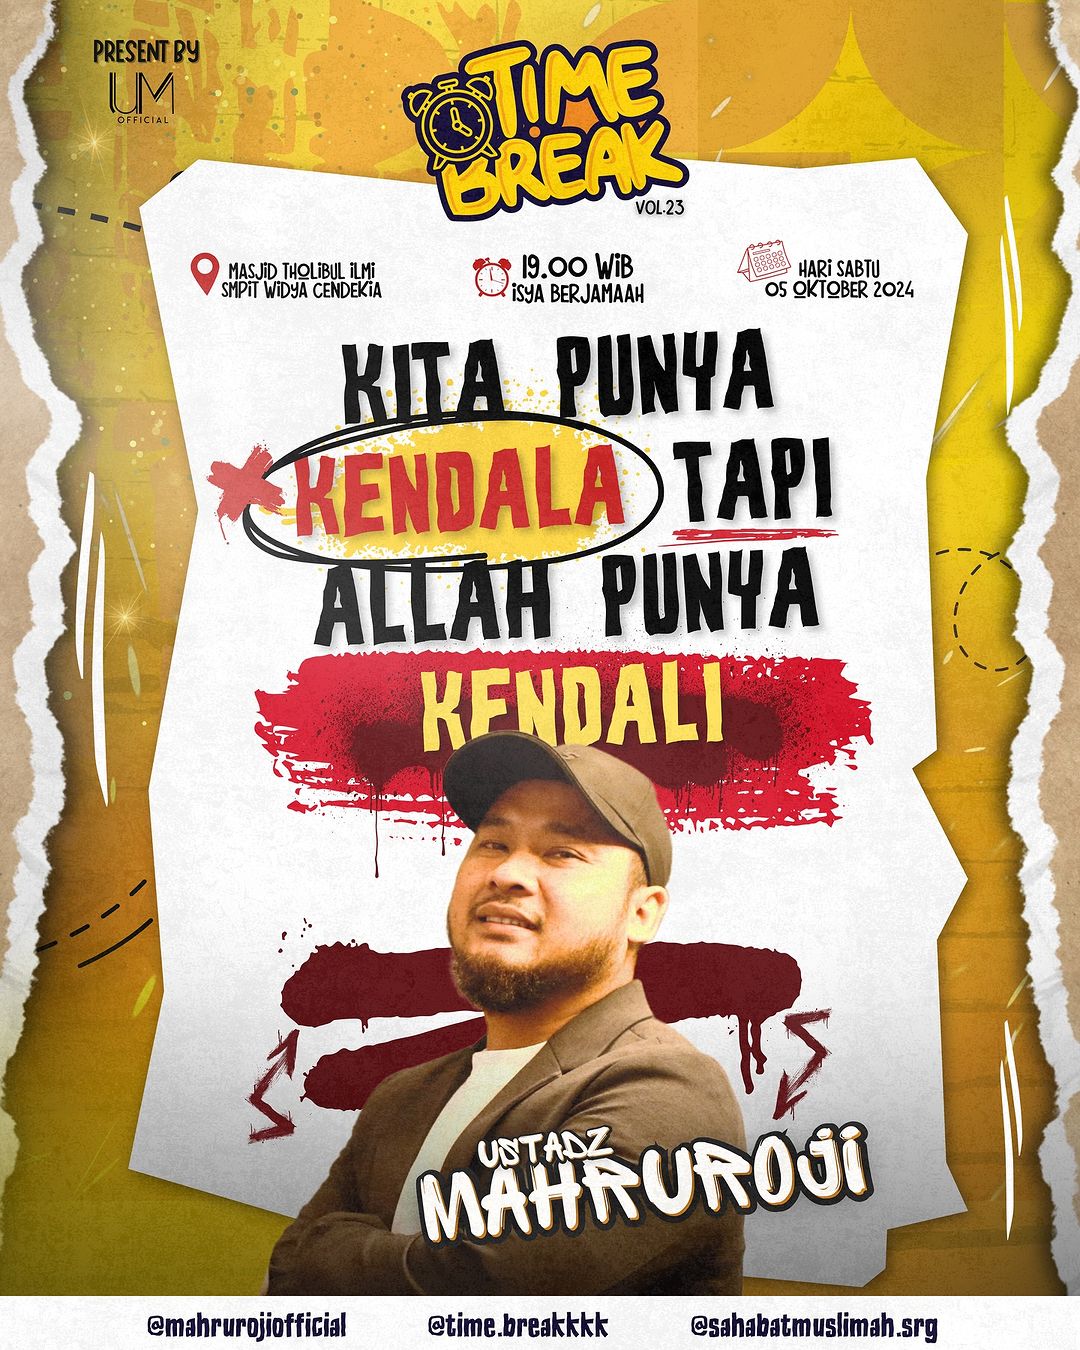 PRESENT BY
UM
OFFICIAL
TIME
BREAK
VOL.23
MASJID THOLIBUL ILMI
SMPIT WIDYA CENDEKIA
19.00 WIB
ISYA BERJAMAAH
HARI SABTU
05 OKTOBER 2024
KITA PUNYA
KENDALA TAPI
ALLAH PUNYA
KENDALI
USTADZ
MAHRUROJI
@mahrurojiofficial
@time.breakkkk
@sahabatmuslimah.srg